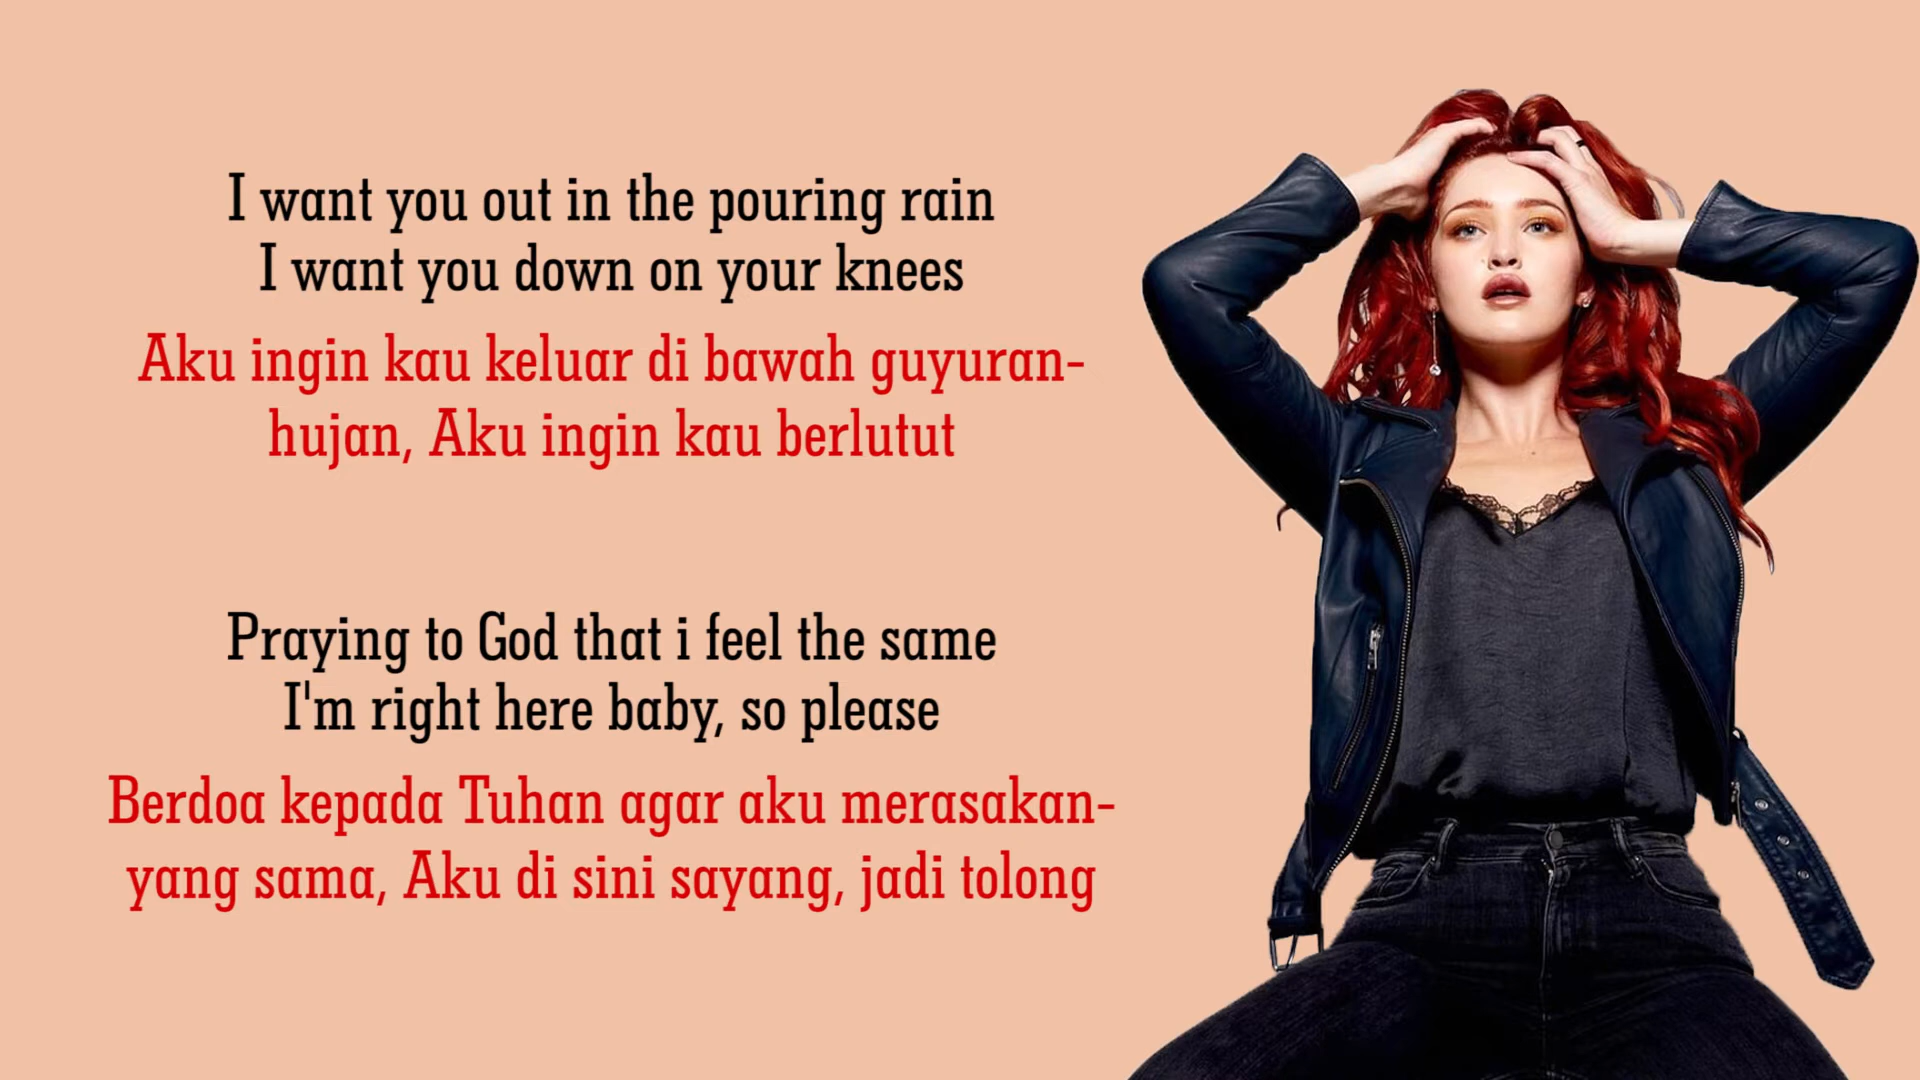 I want you out in the pouring rain
I want you down on your knees
Aku ingin kau keluar di bawah guyuran-
hujan, Aku ingin kau berlutut
Praying to God that i feel the same
I'm right here baby, so please
Berdoa kepada Tuhan agar aku merasakan-
yang sama, Aku di sini sayang, jadi tolong